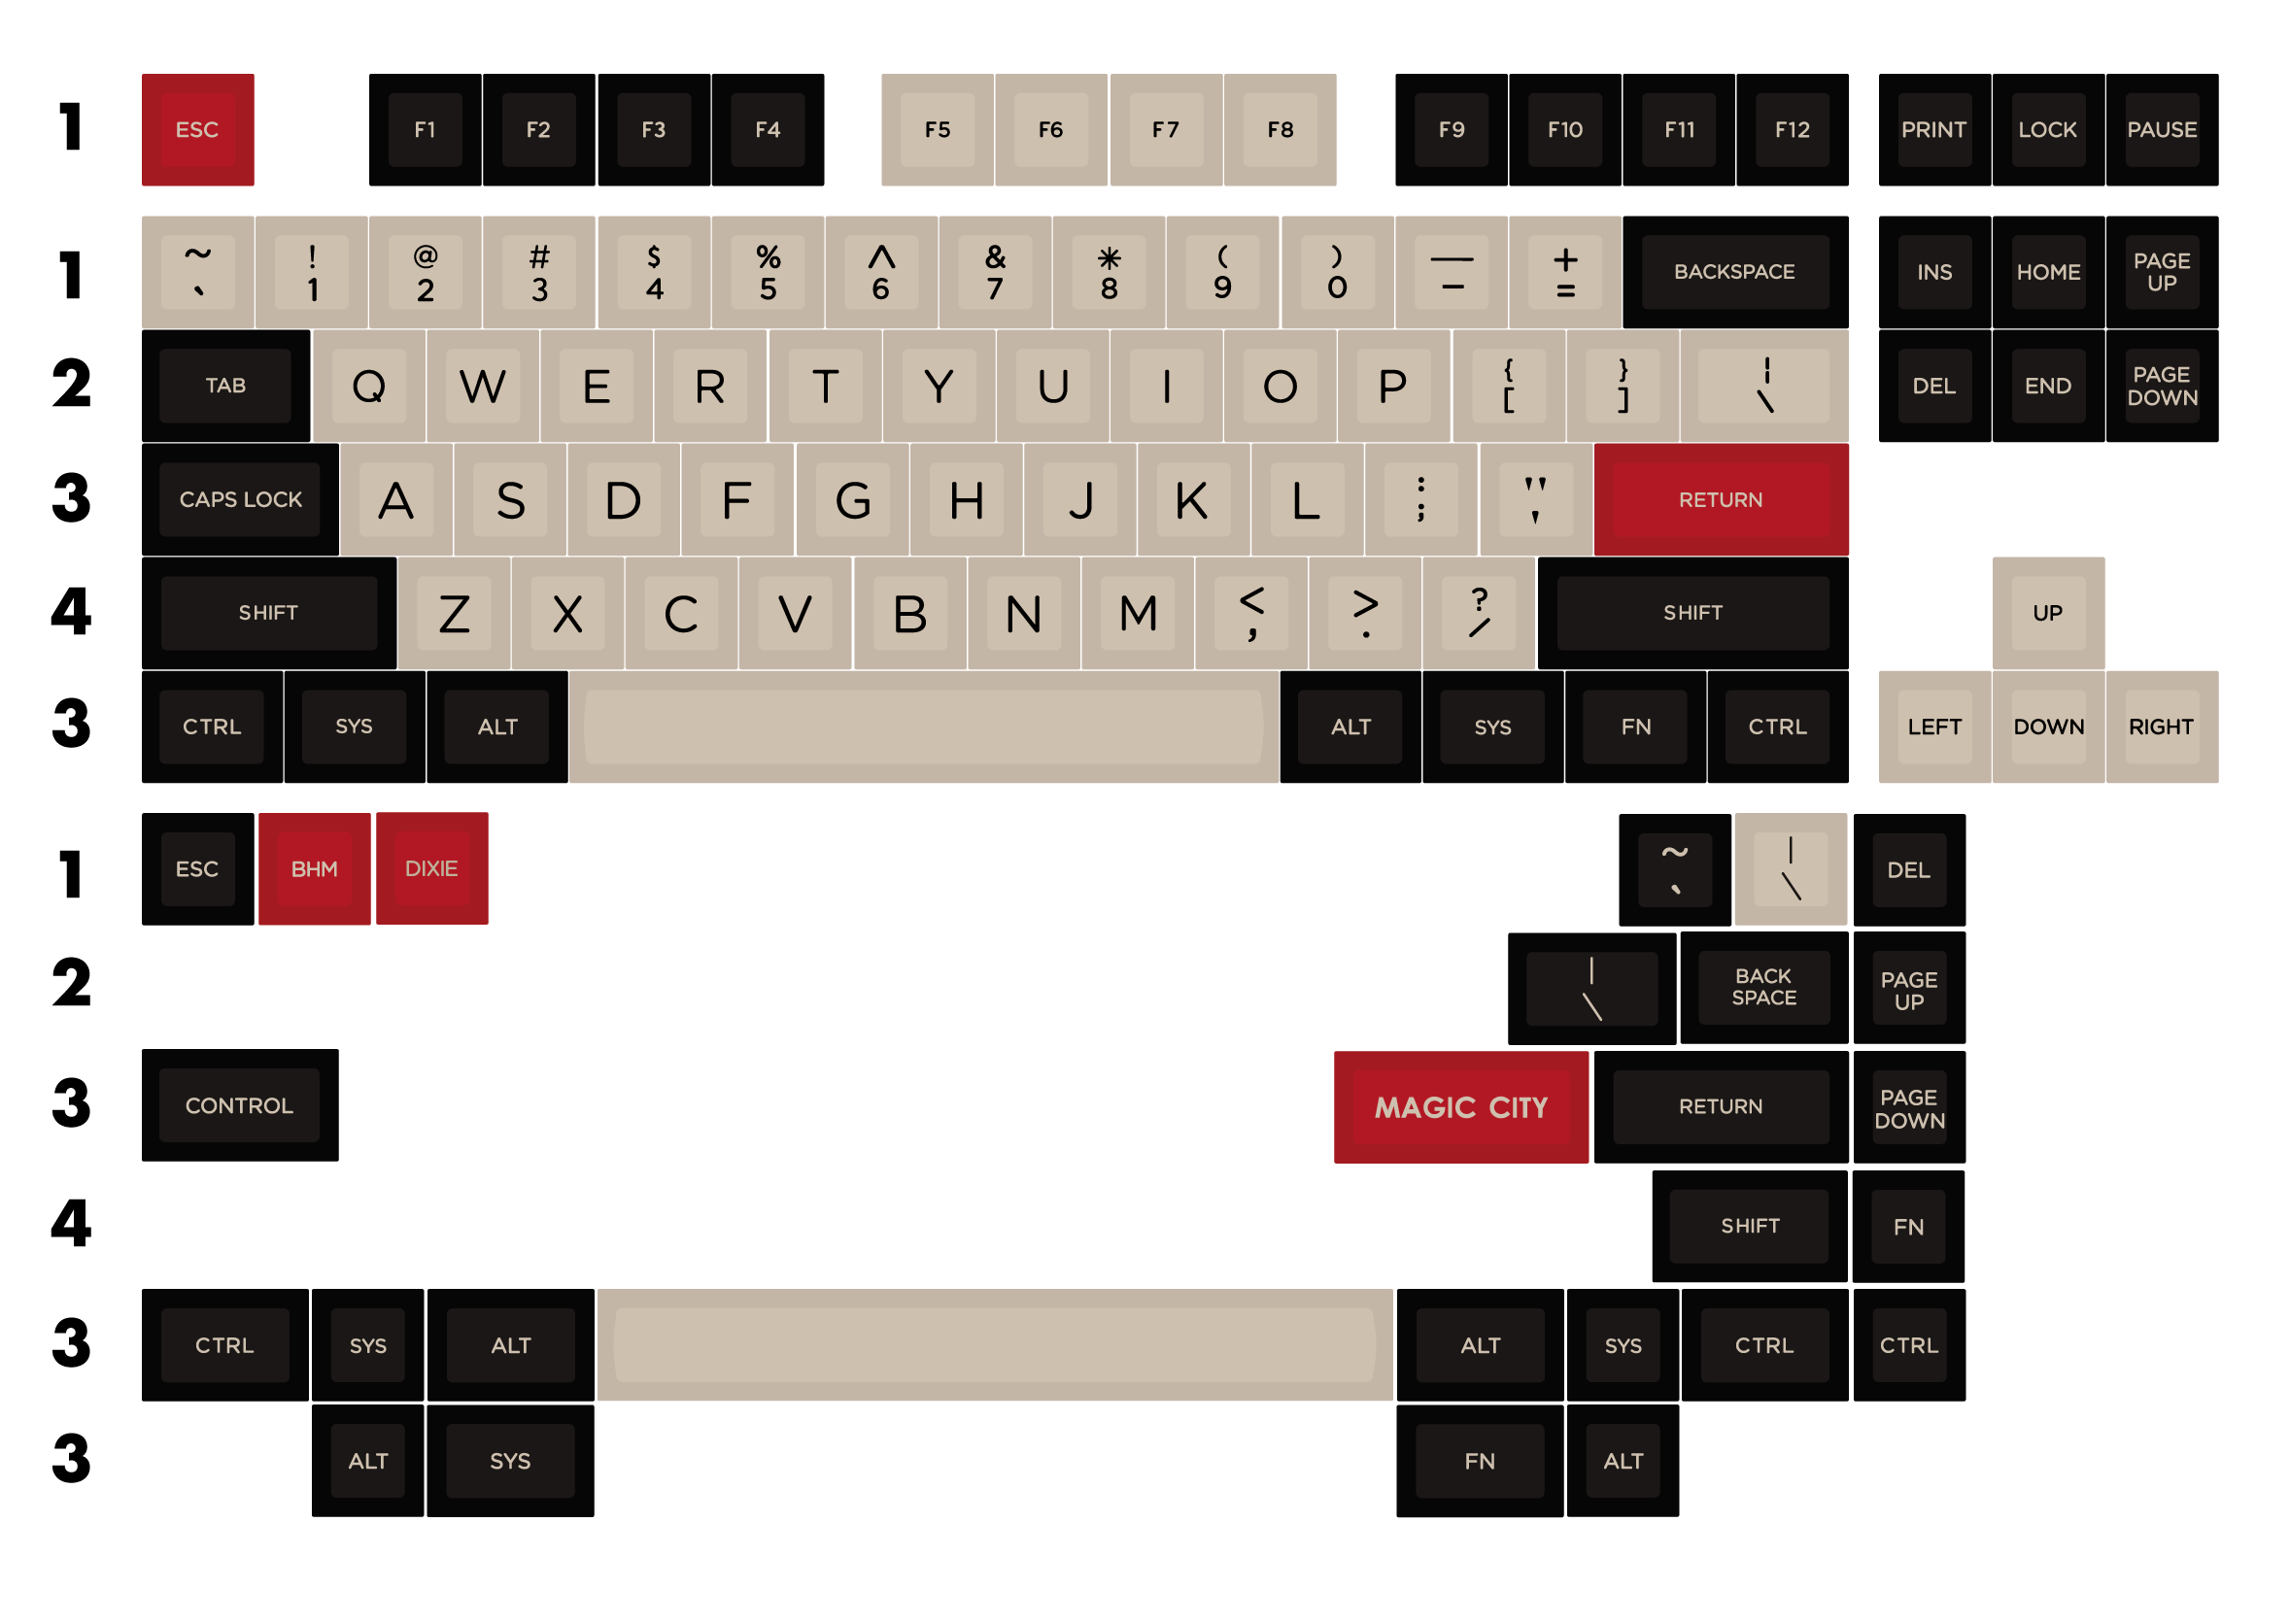 1 ESC F1 F2 F3 F4 F5 F6 F7 F8 F9 F10 F11 F12 PRINT LOCK PAUSE
~ ! @ # $ % ^ & * ( ) — +
1 ` 1 2 3 4 5 6 7 8 9 0 - = BACKSPACE INS HOME PAGE UP
2 TAB Q W E R T Y U I O P { [ } ] ¦ \ DEL END PAGE DOWN
3 CAPS LOCK A S D F G H J K L : ; " ' RETURN
4 SHIFT Z X C V B N M < , > . ? / SHIFT UP
3 CTRL SYS ALT ALT SYS FN CTRL LEFT DOWN RIGHT
1 ESC BHM DIXIE ~ ` | \ DEL
2 | \ BACK SPACE PAGE UP
3 CONTROL MAGIC CITY RETURN PAGE DOWN
4 SHIFT FN
3 CTRL SYS ALT ALT SYS CTRL CTRL
3 ALT SYS FN ALT